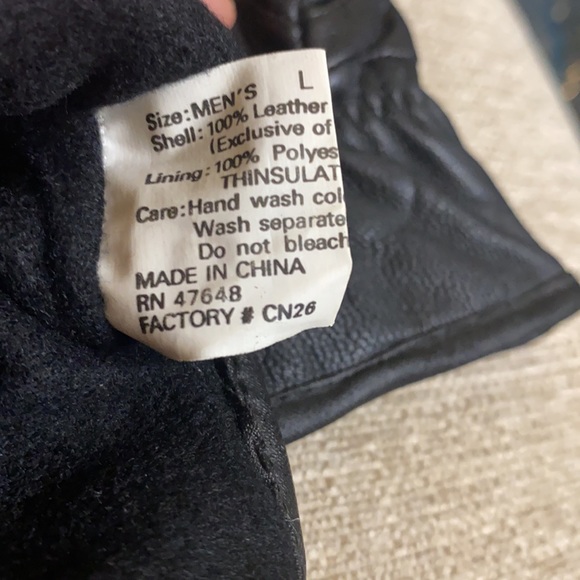 Size: MEN'S L
Shell: 100% Leather
(Exclusive of
Lining: 100% Polyes
THINSULAT
Care: Hand wash col
Wash separate
Do not bleach
MADE IN CHINA
RN 47648
FACTORY # CN26